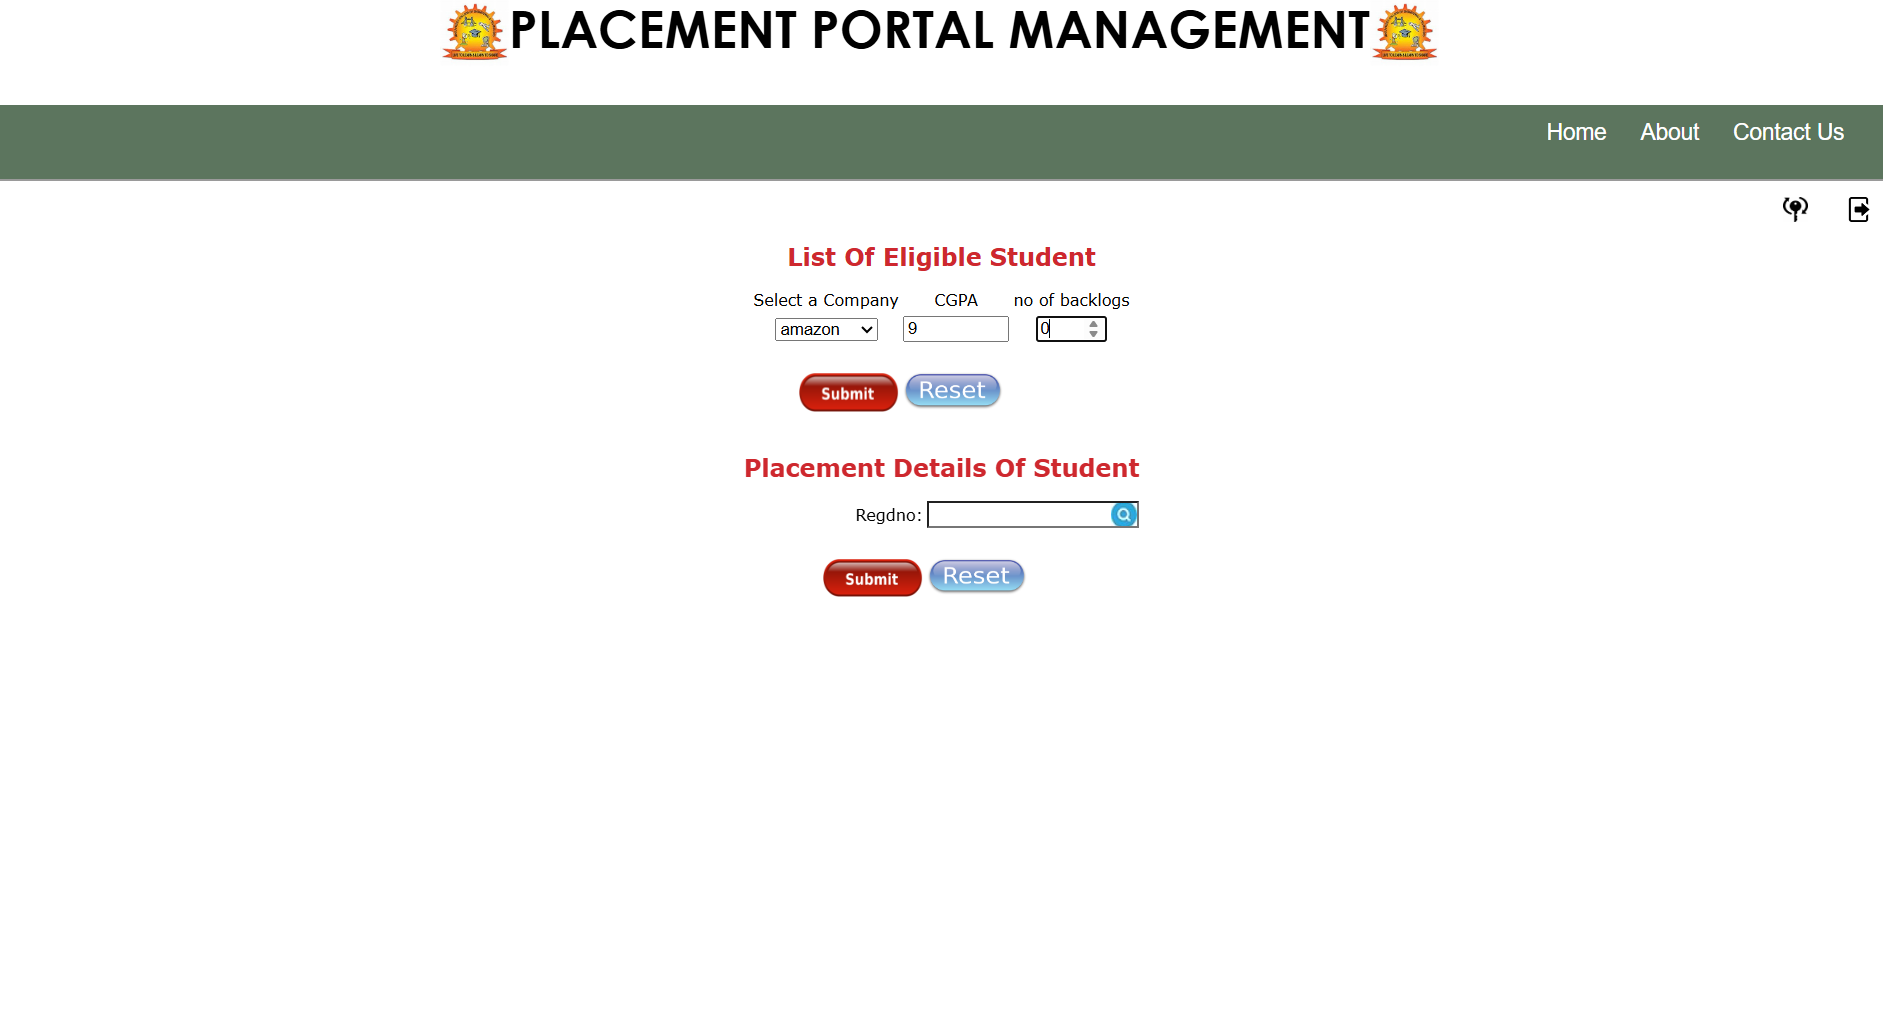 PLACEMENT PORTAL MANAGEMENT
Home About Contact Us
List Of Eligible Student
Select a Company CGPA no of backlogs
amazon 9 0
Submit Reset
Placement Details Of Student
Regdno:
Submit Reset